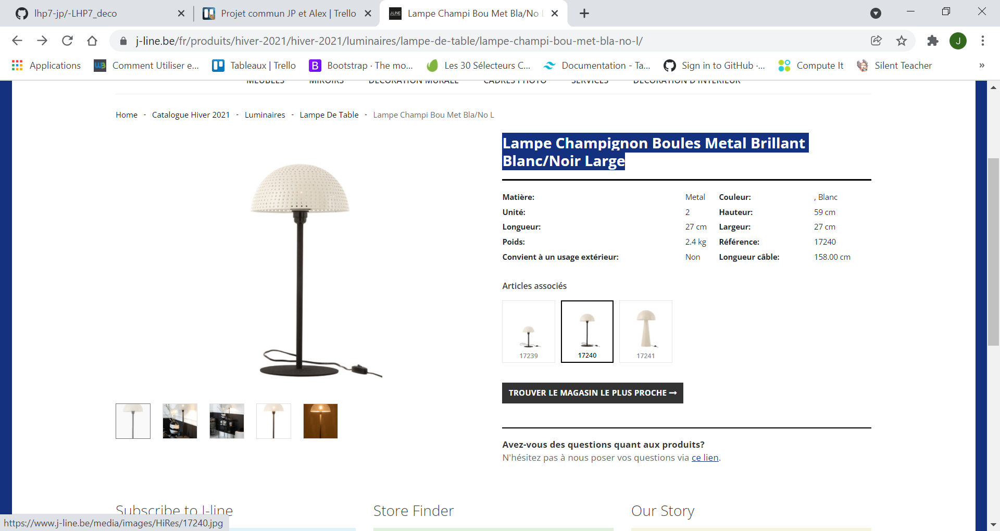 lhp7-jp/-LHP7_deco
Projet commun JP et Alex | Trello
Lampe Champi Bou Met Bla/No L
j-line.be/fr/produits/hiver-2021/hiver-2021/luminaires/lampe-de-table/lampe-champi-bou-met-bla-no-l/
J
Applications
Comment Utiliser e...
Tableaux | Trello
Bootstrap · The mo...
Les 30 Sélecteurs C...
Documentation - Ta...
Sign in to GitHub ·...
Compute It
Silent Teacher
»
MEUBLES
MIROIRS
DÉCORATION MURALE
CADRES PHOTO
SERVICES
DÉCORATION D'INTÉRIEUR
Home - Catalogue Hiver 2021 - Luminaires - Lampe De Table - Lampe Champi Bou Met Bla/No L
Lampe Champignon Boules Metal Brillant
Blanc/Noir Large
Matière: Metal Couleur: , Blanc
Unité: 2 Hauteur: 59 cm
Longueur: 27 cm Largeur: 27 cm
Poids: 2.4 kg Référence: 17240
Convient à un usage extérieur: Non Longueur câble: 158.00 cm
Articles associés
17239
17240
17241
TROUVER LE MAGASIN LE PLUS PROCHE
Avez-vous des questions quant aux produits?
N'hésitez pas à nous poser vos questions via ce lien.
Subscribe to J-line
Store Finder
Our Story
https://www.j-line.be/media/images/HiRes/17240.jpg